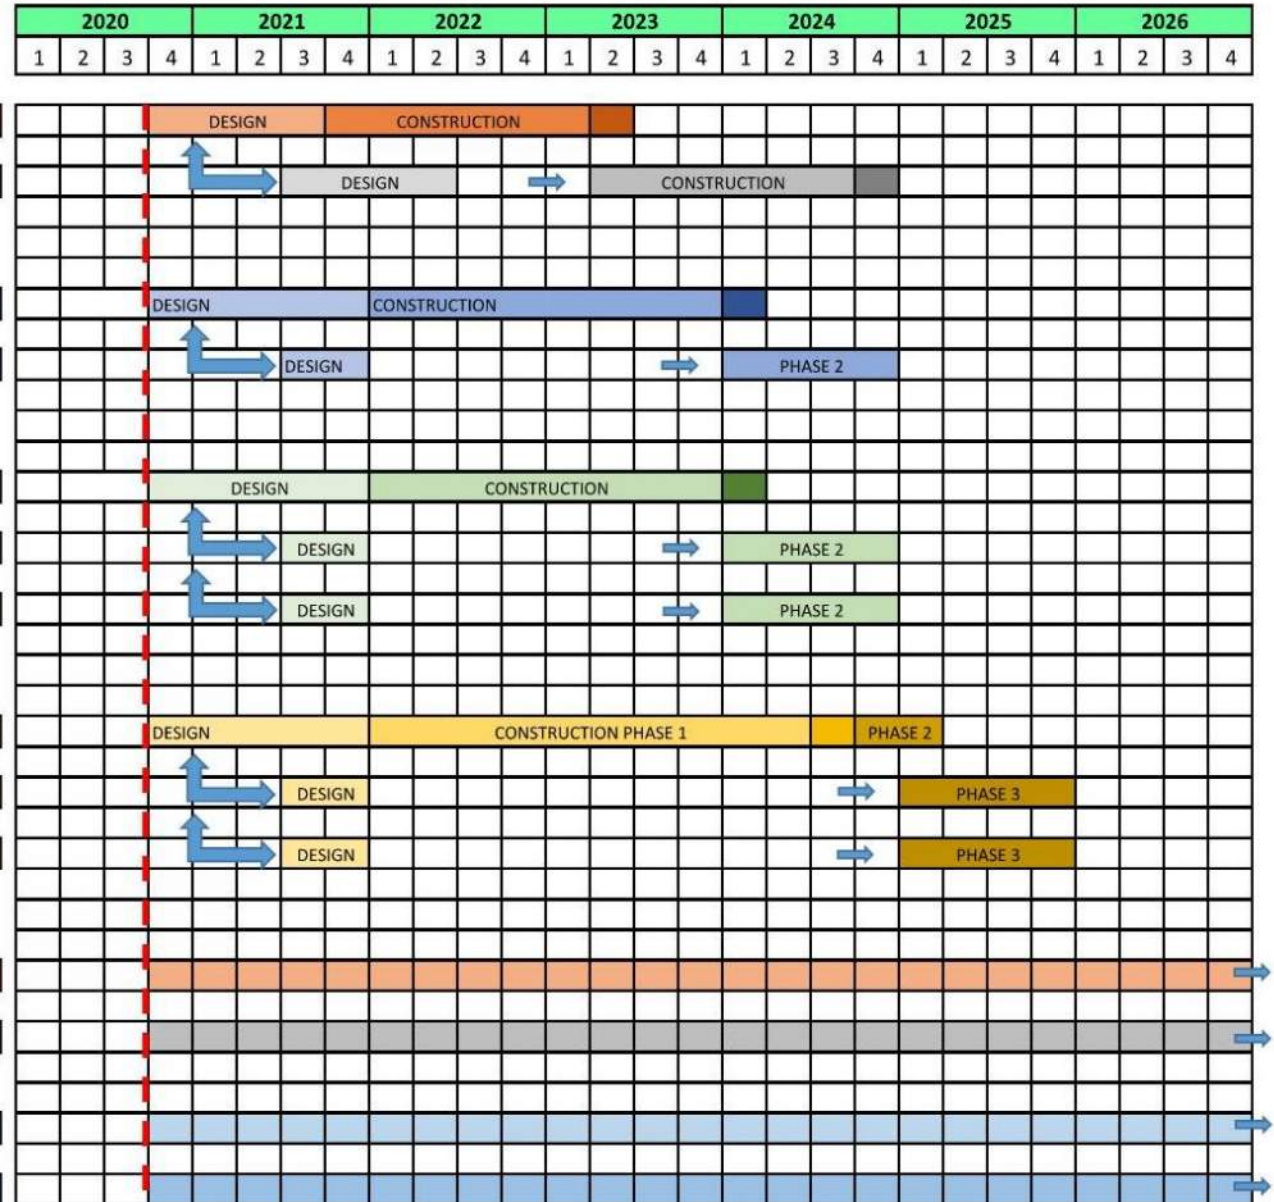 2020 2021 2022 2023 2024 2025 2026
1 2 3 4 1 2 3 4 1 2 3 4 1 2 3 4 1 2 3 4 1 2 3 4 1 2 3 4
DESIGN CONSTRUCTION
DESIGN CONSTRUCTION
DESIGN CONSTRUCTION
DESIGN PHASE 2
DESIGN CONSTRUCTION
DESIGN PHASE 2
DESIGN PHASE 2
DESIGN CONSTRUCTION PHASE 1 PHASE 2
DESIGN PHASE 3
DESIGN PHASE 3